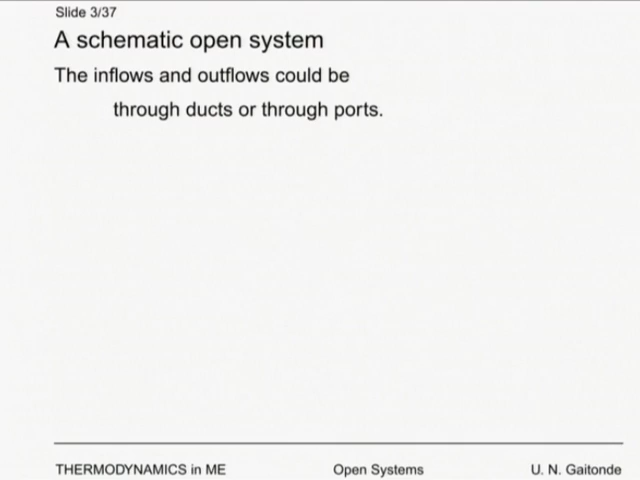 Slide 3/37
A schematic open system
The inflows and outflows could be
through ducts or through ports.
THERMODYNAMICS in ME
Open Systems
U. N. Gaitonde